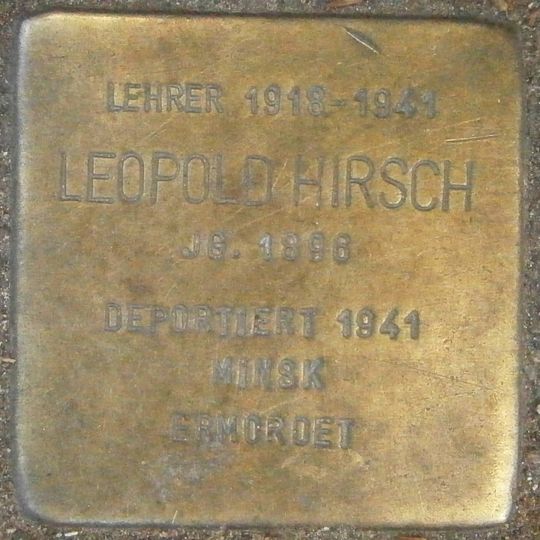 LEHRER 1918-1941
LEOPOLD HIRSCH
JG. 1896
DEPORTIERT 1941
MINSK
ERMORDET